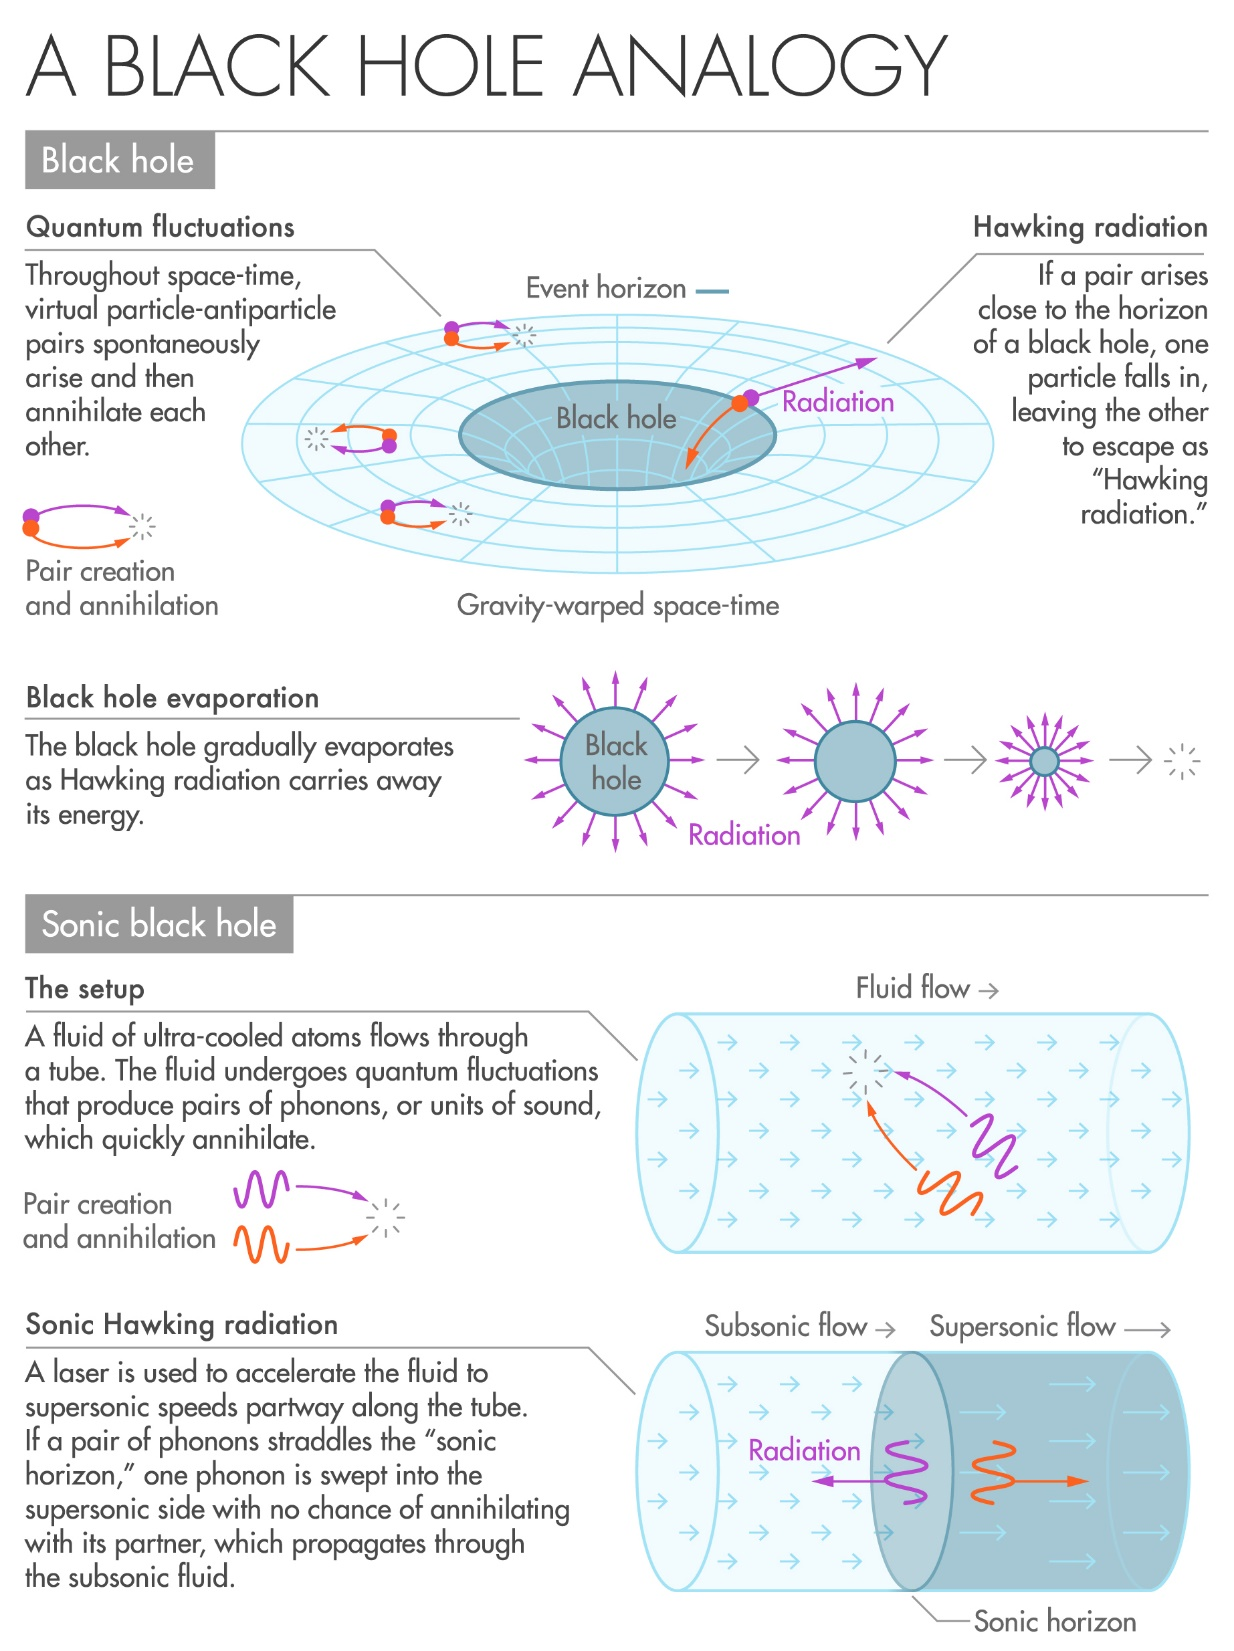 A BLACK HOLE ANALOGY
Black hole
Quantum fluctuations
Throughout space-time,
virtual particle-antiparticle
pairs spontaneously
arise and then
annihilate each
other.
Pair creation
and annihilation
Event horizon
Black hole
Radiation
Gravity-warped space-time
Hawking radiation
If a pair arises
close to the horizon
of a black hole, one
particle falls in,
leaving the other
to escape as
“Hawking
radiation.”
Black hole evaporation
The black hole gradually evaporates
as Hawking radiation carries away
its energy.
Black
hole
Radiation
Sonic black hole
The setup
A fluid of ultra-cooled atoms flows through
a tube. The fluid undergoes quantum fluctuations
that produce pairs of phonons, or units of sound,
which quickly annihilate.
Pair creation
and annihilation
Fluid flow →
Sonic Hawking radiation
A laser is used to accelerate the fluid to
supersonic speeds partway along the tube.
If a pair of phonons straddles the “sonic
horizon,” one phonon is swept into the
supersonic side with no chance of annihilating
with its partner, which propagates through
the subsonic fluid.
Subsonic flow →
Supersonic flow →
Radiation
Sonic horizon